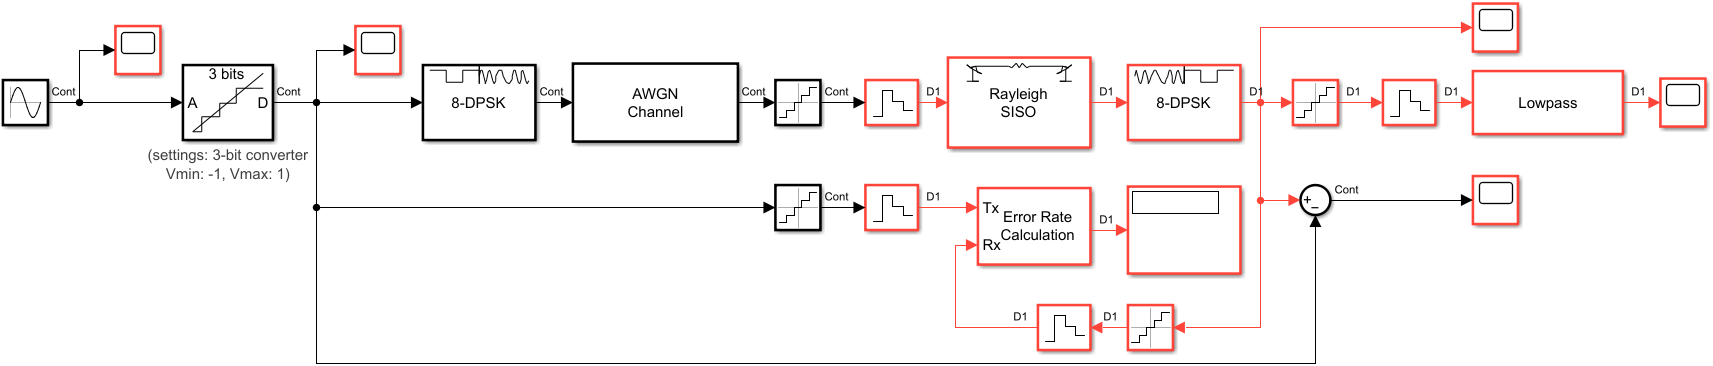 Cont
A
3 bits
D
Cont
(settings: 3-bit converter
Vmin: -1, Vmax: 1)
8-DPSK
Cont
AWGN
Channel
Cont
Cont
D1
Rayleigh
SISO
D1
8-DPSK
D1
D1
D1
Lowpass
D1
Cont
D1
Tx
Rx
Error Rate
Calculation
D1
Cont
D1
D1